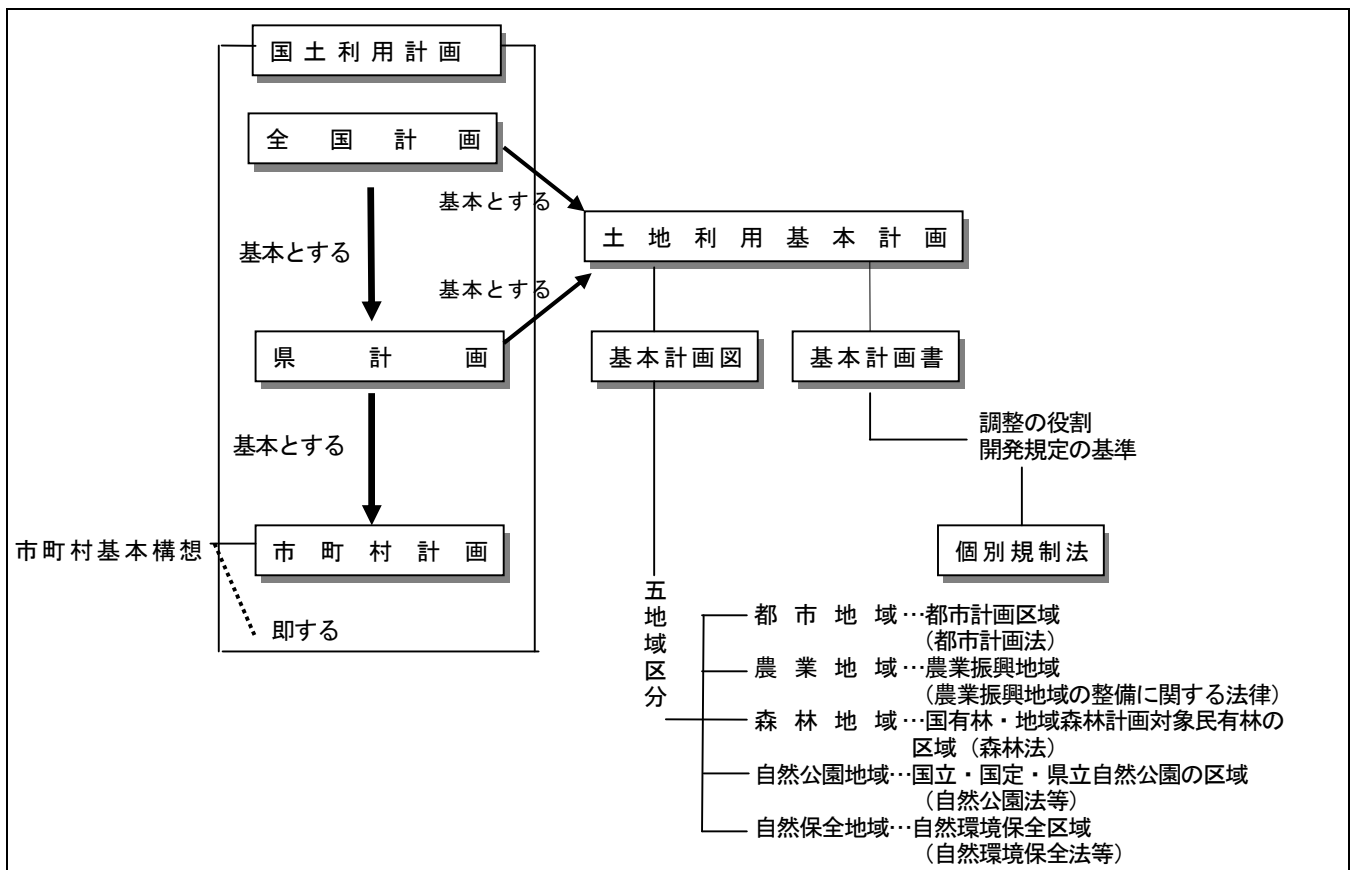 国土利用計画
全国計画
基本とする
土地利用基本計画
基本とする
基本とする
県計画
基本計画図
基本計画書
調整の役割
開発規定の基準
基本とする
市町村基本構想
市町村計画
個別規制法
即する
五地域区分
都市地域…都市計画区域
(都市計画法)
農業地域…農業振興地域
(農業振興地域の整備に関する法律)
森林地域…国有林・地域森林計画対象民有林の
区域(森林法)
自然公園地域…国立・国定・県立自然公園の区域
(自然公園法等)
自然保全地域…自然環境保全区域
(自然環境保全法等)